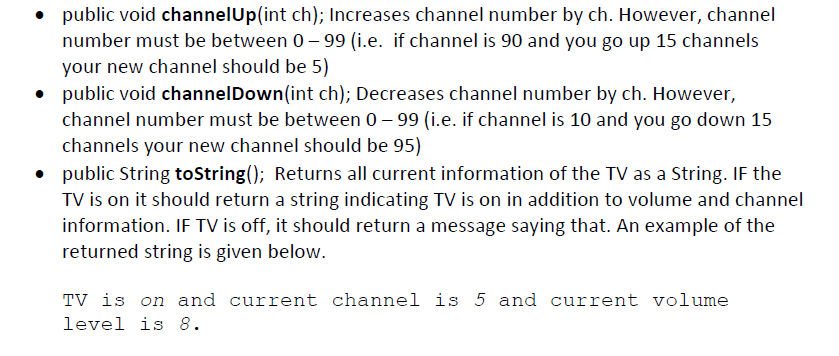 • public void channelUp(int ch); Increases channel number by ch. However, channel
number must be between 0 – 99 (i.e.  if channel is 90 and you go up 15 channels
your new channel should be 5)
• public void channelDown(int ch); Decreases channel number by ch. However,
channel number must be between 0 – 99 (i.e. if channel is 10 and you go down 15
channels your new channel should be 95)
• public String toString();  Returns all current information of the TV as a String. IF the
TV is on it should return a string indicating TV is on in addition to volume and channel
information. IF TV is off, it should return a message saying that. An example of the
returned string is given below.
TV is on and current channel is 5 and current volume
level is 8.